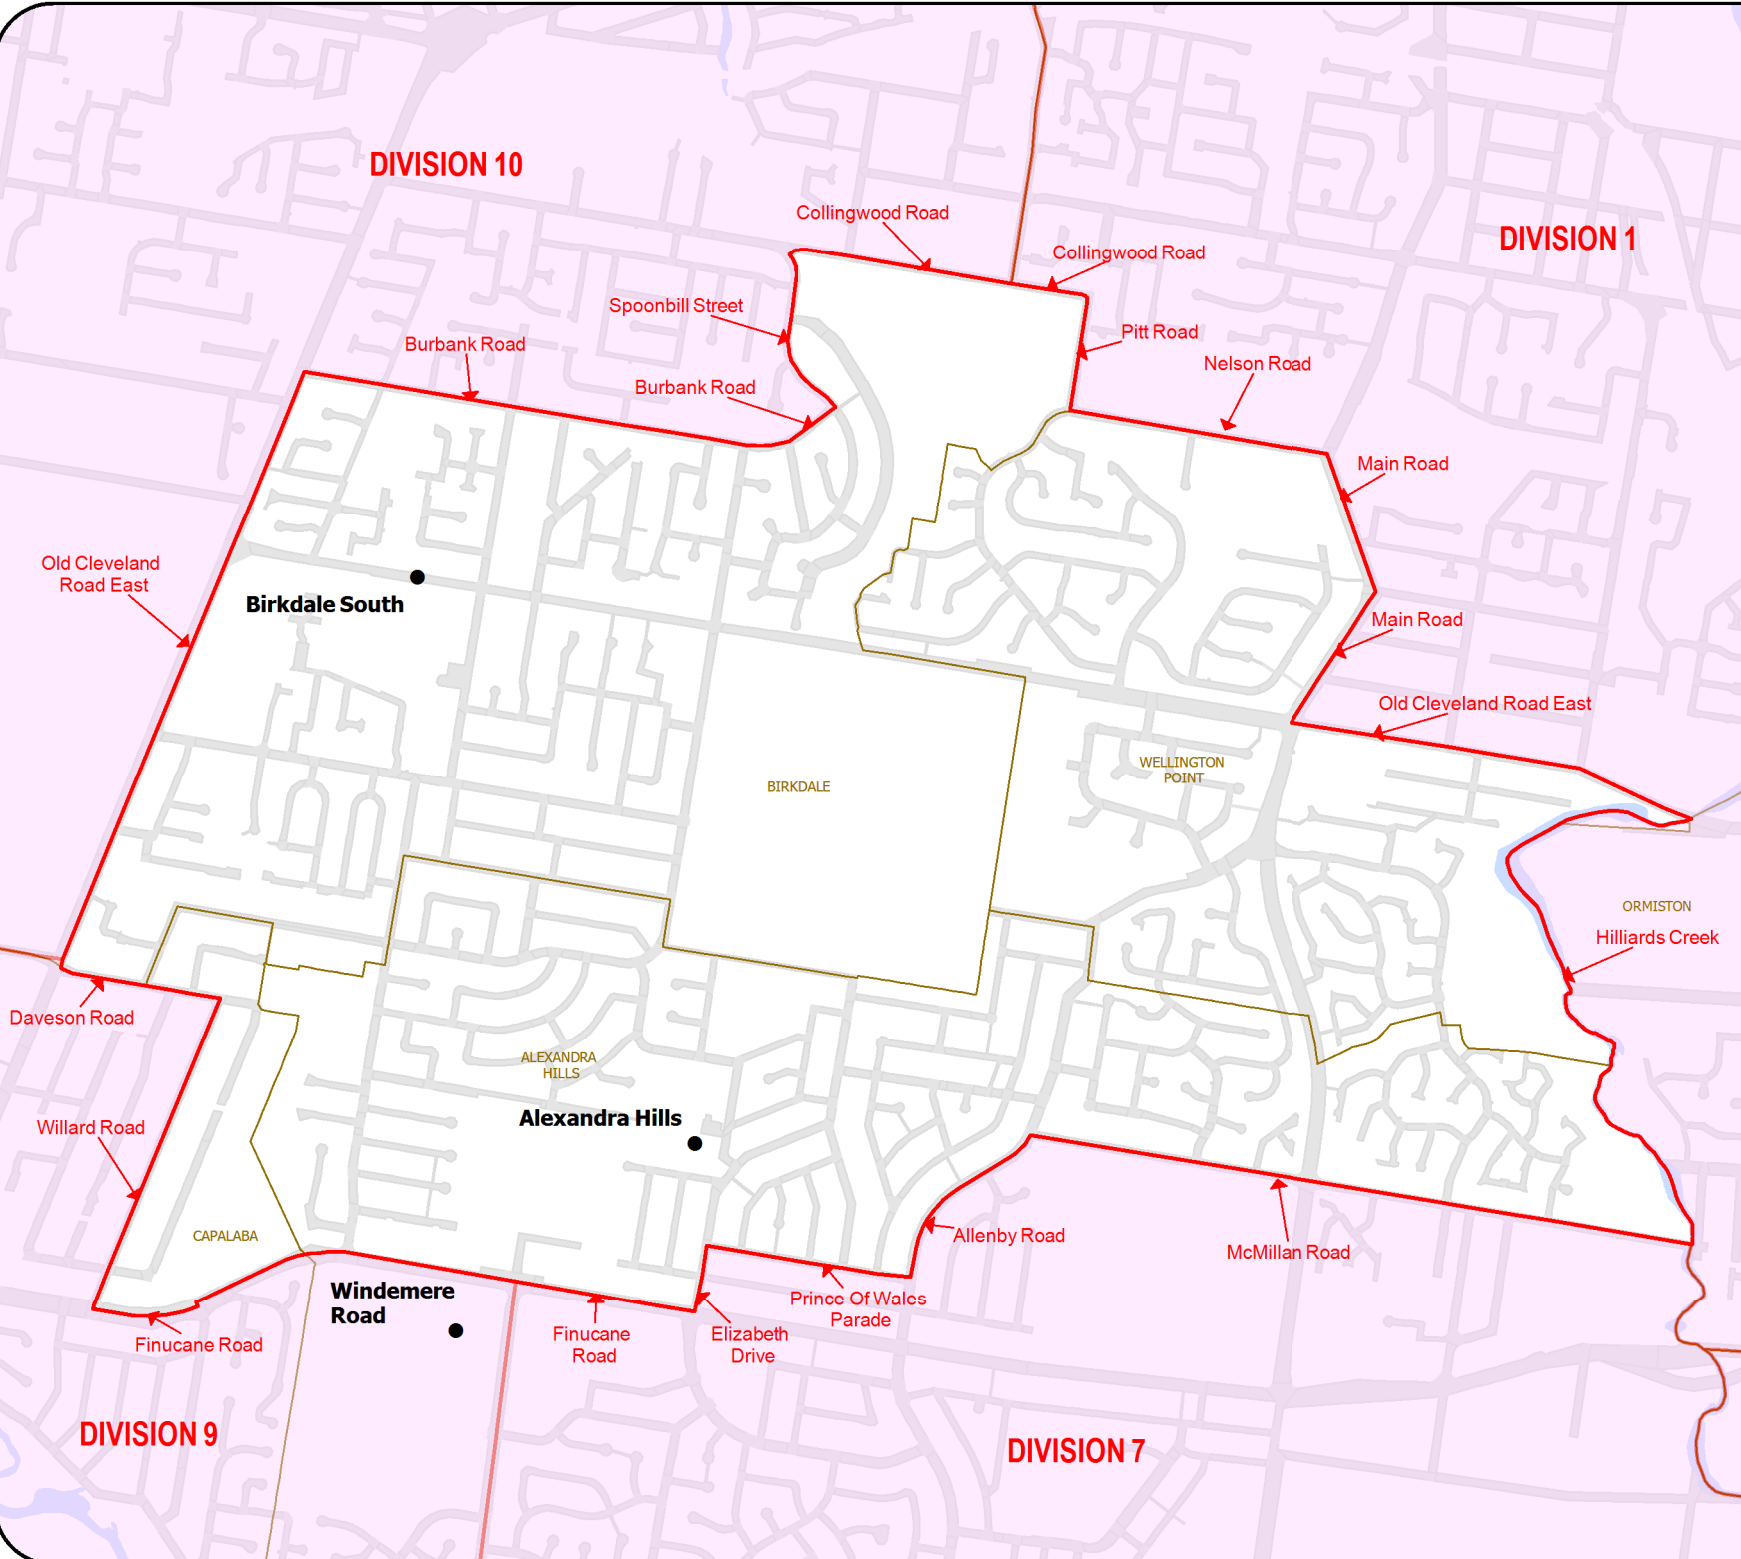 DIVISION 10
Collingwood Road
DIVISION 1
Collingwood Road
Spoonbill Street
Pitt Road
Burbank Road
Nelson Road
Burbank Road
Main Road
Old Cleveland
Road East
Birkdale South
Main Road
Old Cleveland Road East
WELLINGTON
POINT
BIRKDALE
ORMISTON
Hilliards Creek
Daveson Road
ALEXANDRA
HILLS
Alexandra Hills
Willard Road
CAPALABA
Allenby Road
McMillan Road
Windemere
Road
Prince Of Wales
Parade
Finucane Road
Finucane
Road
Elizabeth
Drive
DIVISION 9
DIVISION 7